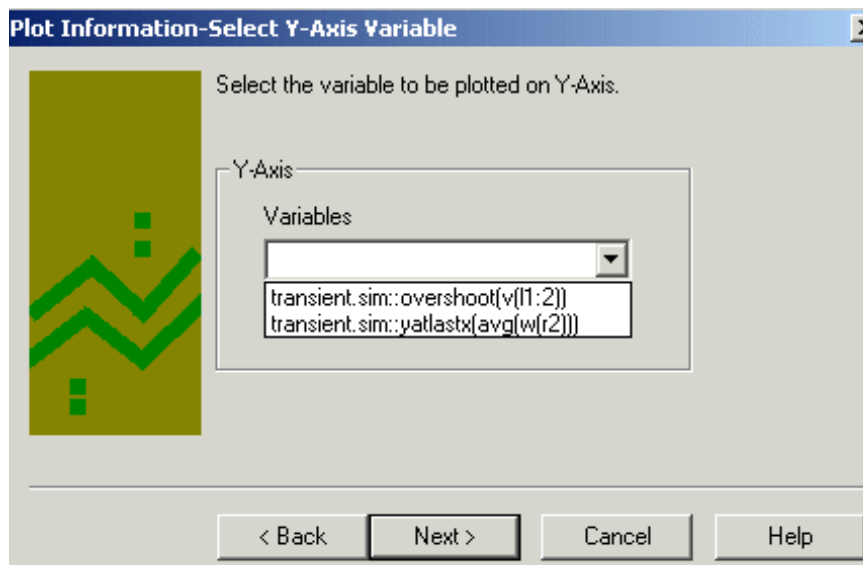 Plot Information-Select Y-Axis Variable
Select the variable to be plotted on Y-Axis.
Y-Axis
Variables
transient.sim::overshoot(v(l1:2))
transient.sim::yatlastx(avg(w(r2)))
< Back Next > Cancel Help